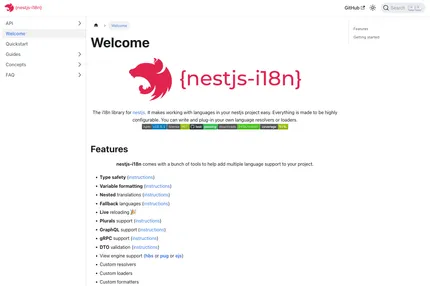 {nestjs-i18n}
GitHub
Search
API
Welcome
Quickstart
Guides
Concepts
FAQ
Welcome
Features
Getting started
Welcome
{nestjs-i18n}
The i18n library for nestjs. It makes working with languages in your nestjs project easy. Everything is made to be highly
configurable. You can write and plug-in your own language resolvers or loaders.
Features
nestjs-i18n comes with a bunch of tools to help add multiple language support to your project.
Type safety (instructions)
Variable formatting (instructions)
Nested translations (instructions)
Fallback languages (instructions)
Live reloading 🎉
Plurals support (instructions)
GraphQL support (instructions)
gRPC support (instructions)
DTO validation (instructions)
View engine support (hbs or pug or ejs)
Custom resolvers
Custom loaders
Custom formatters